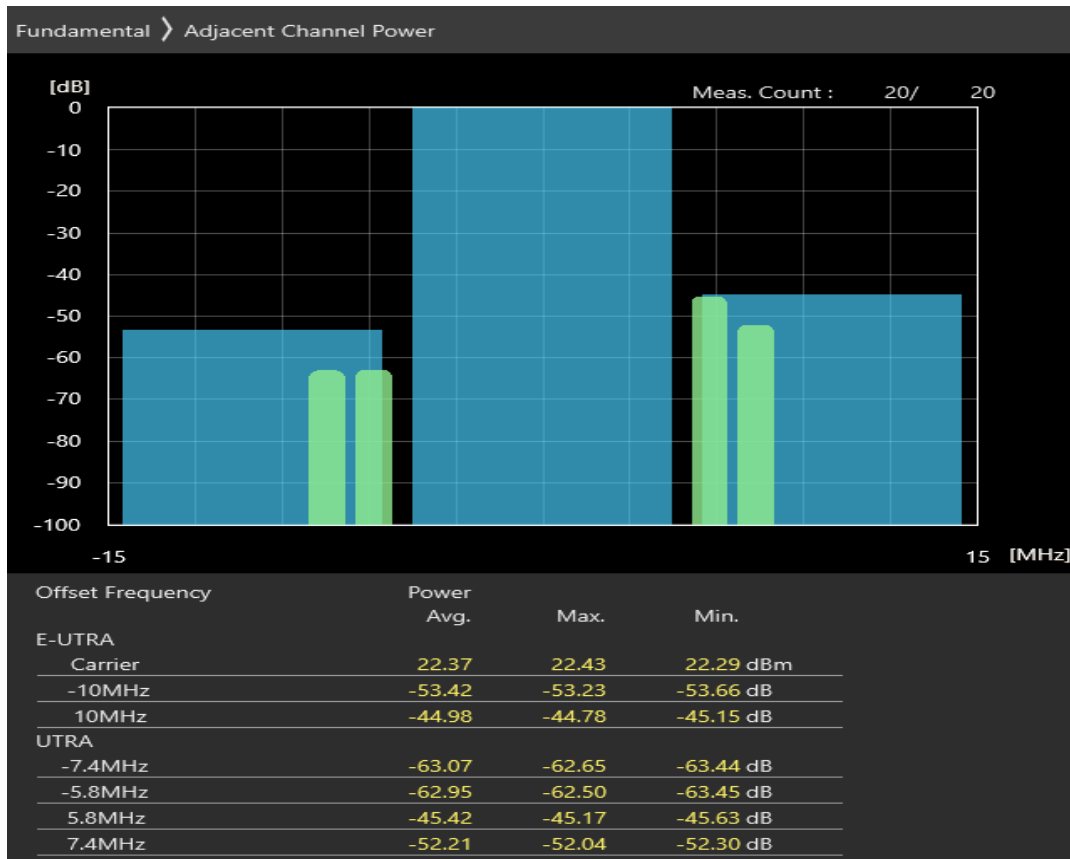 Fundamental ❯ Adjacent Channel Power
[dB]
Meas. Count : 20/ 20
0
-10
-20
-30
-40
-50
-60
-70
-80
-90
-100
-15 15 [MHz]
Offset Frequency Power
Avg. Max. Min.
E-UTRA
Carrier 22.37 22.43 22.29 dBm
-10MHz -53.42 -53.23 -53.66 dB
10MHz -44.98 -44.78 -45.15 dB
UTRA
-7.4MHz -63.07 -62.65 -63.44 dB
-5.8MHz -62.95 -62.50 -63.45 dB
5.8MHz -45.42 -45.17 -45.63 dB
7.4MHz -52.21 -52.04 -52.30 dB